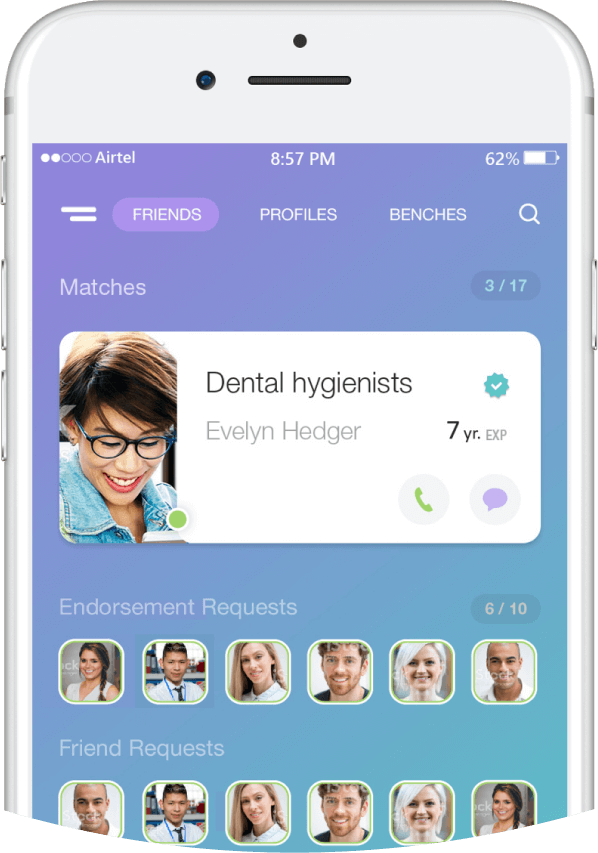 Airtel 8:57 PM 62%
FRIENDS PROFILES BENCHES
Matches 3 / 17
Dental hygienists
Evelyn Hedger 7 yr. EXP
Endorsement Requests 6 / 10
Friend Requests